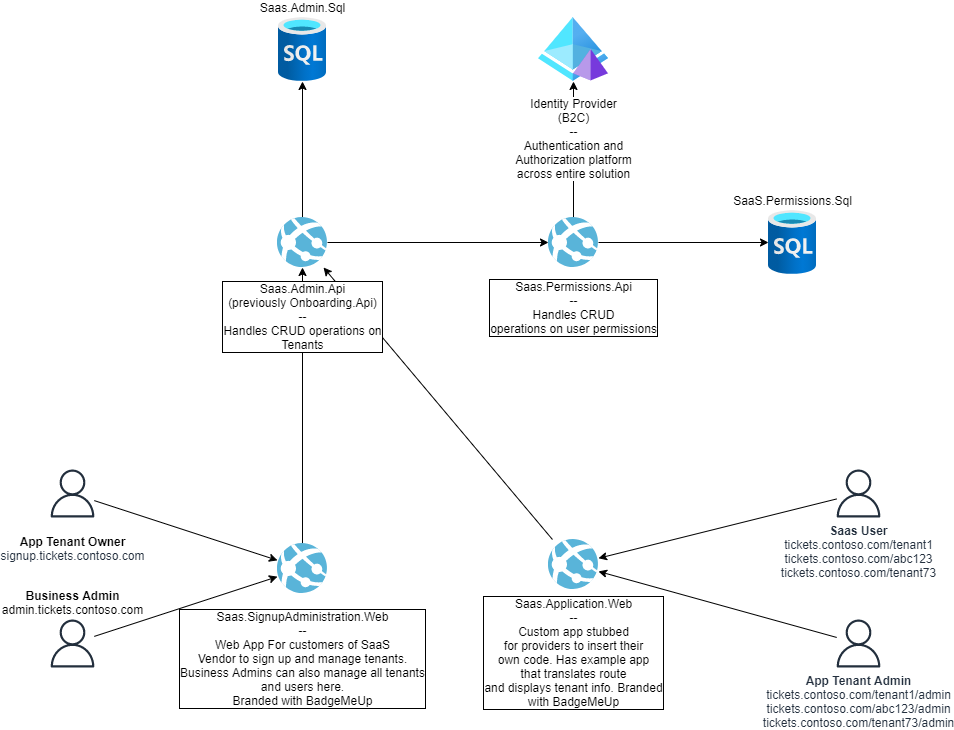 Saas.Admin.Sql
SQL
Identity Provider
(B2C)
--
Authentication and
Authorization platform
across entire solution
SaaS.Permissions.Sql
SQL
Saas.Admin.Api
(previously Onboarding.Api)
--
Handles CRUD operations on
Tenants
Saas.Permissions.Api
--
Handles CRUD
operations on user permissions
App Tenant Owner
signup.tickets.contoso.com
Business Admin
admin.tickets.contoso.com
Saas.SignupAdministration.Web
--
Web App For customers of SaaS
Vendor to sign up and manage tenants.
Business Admins can also manage all tenants
and users here.
Branded with BadgeMeUp
Saas.Application.Web
--
Custom app stubbed
for providers to insert their
own code. Has example app
that translates route
and displays tenant info. Branded
with BadgeMeUp
Saas User
tickets.contoso.com/tenant1
tickets.contoso.com/abc123
tickets.contoso.com/tenant73
App Tenant Admin
tickets.contoso.com/tenant1/admin
tickets.contoso.com/abc123/admin
tickets.contoso.com/tenant73/admin